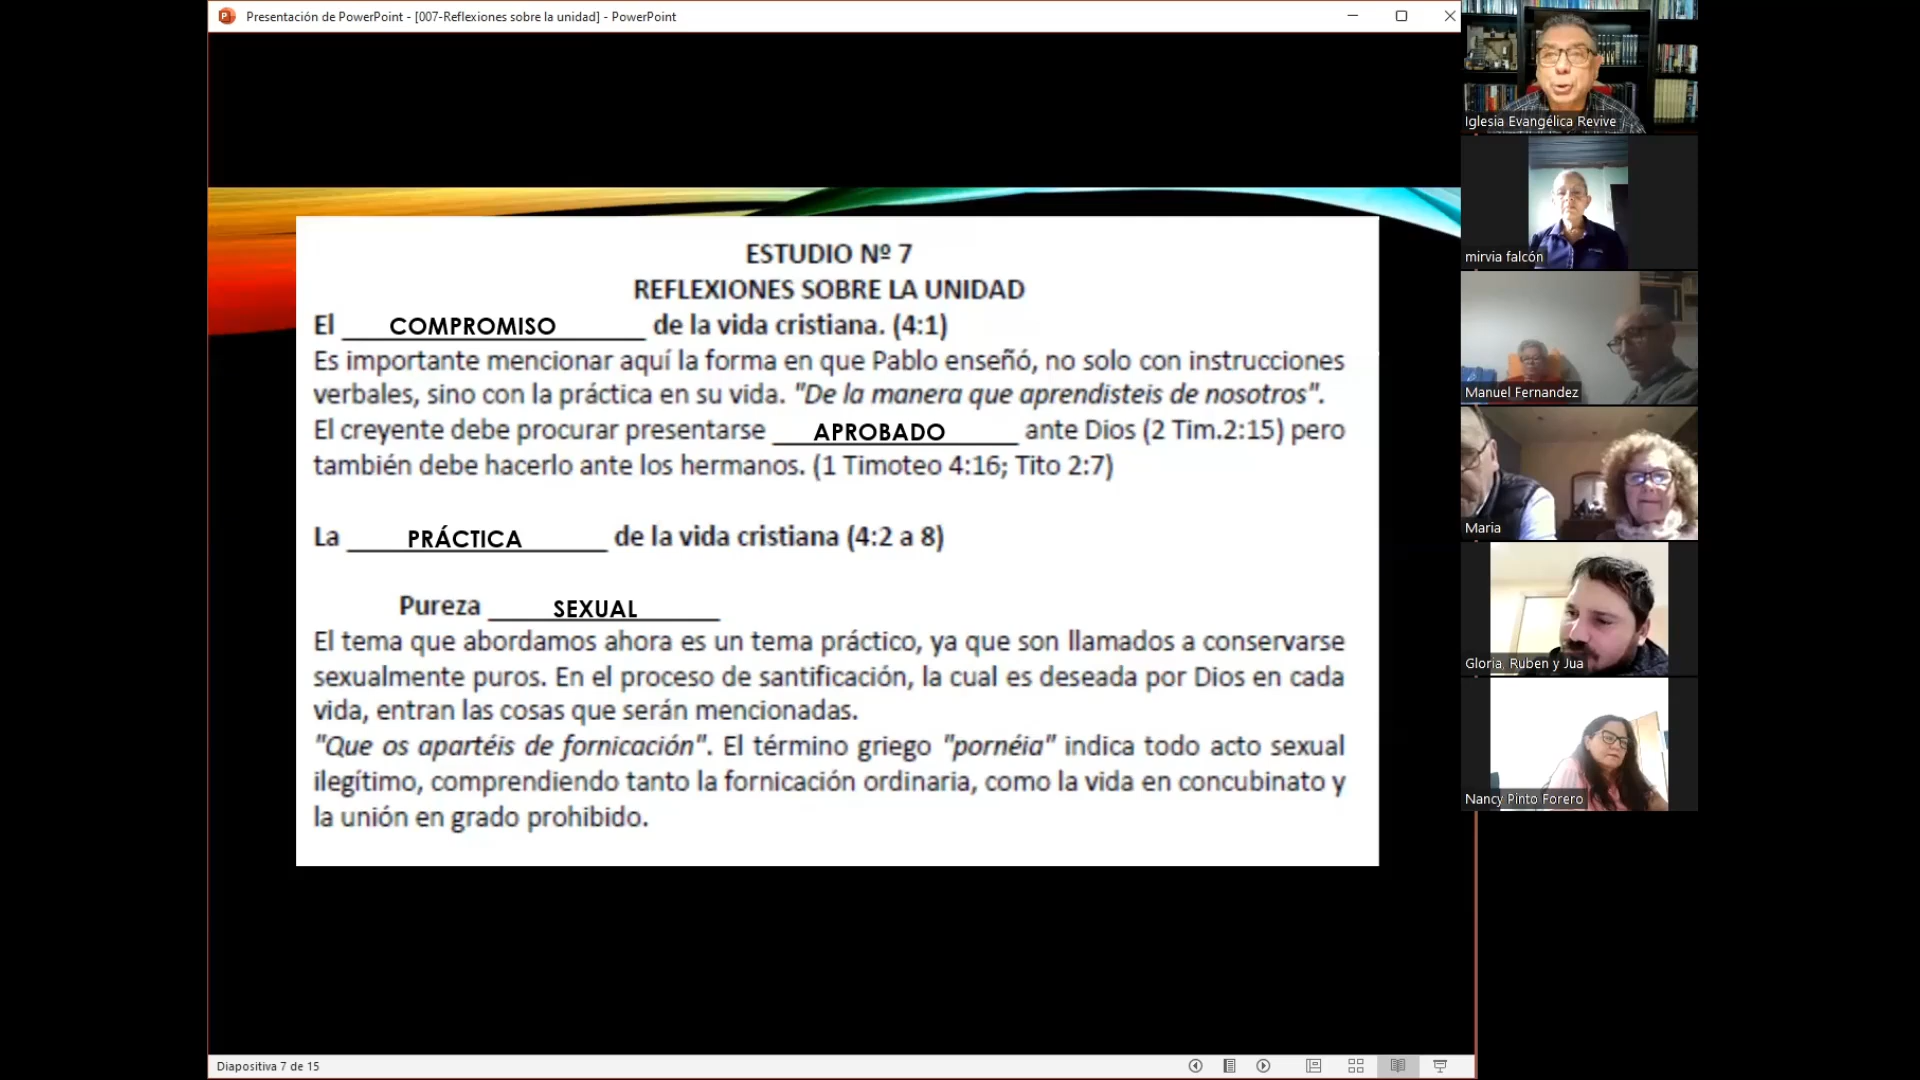 Presentación de PowerPoint - [007-Reflexiones sobre la unidad] - PowerPoint
ESTUDIO Nº 7
REFLEXIONES SOBRE LA UNIDAD
El COMPROMISO de la vida cristiana. (4:1)
Es importante mencionar aquí la forma en que Pablo enseñó, no solo con instrucciones
verbales, sino con la práctica en su vida. "De la manera que aprendisteis de nosotros".
El creyente debe procurar presentarse APROBADO ante Dios (2 Tim.2:15) pero
también debe hacerlo ante los hermanos. (1 Timoteo 4:16; Tito 2:7)
La PRÁCTICA de la vida cristiana (4:2 a 8)
Pureza SEXUAL
El tema que abordamos ahora es un tema práctico, ya que son llamados a conservarse
sexualmente puros. En el proceso de santificación, la cual es deseada por Dios en cada
vida, entran las cosas que serán mencionadas.
"Que os apartéis de fornicación". El término griego "pornéia" indica todo acto sexual
ilegítimo, comprendiendo tanto la fornicación ordinaria, como la vida en concubinato y
la unión en grado prohibido.
Diapositiva 7 de 15
Iglesia Evangélica Revive
mirvia falcón
Manuel Fernandez
Maria
Gloria, Ruben y Jua
Nancy Pinto Forero